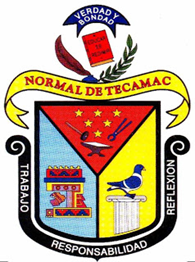 VERDAD Y
BONDAD
NORMAL DE TECAMAC
TRABAJO
RESPONSABILIDAD
REFLEXION